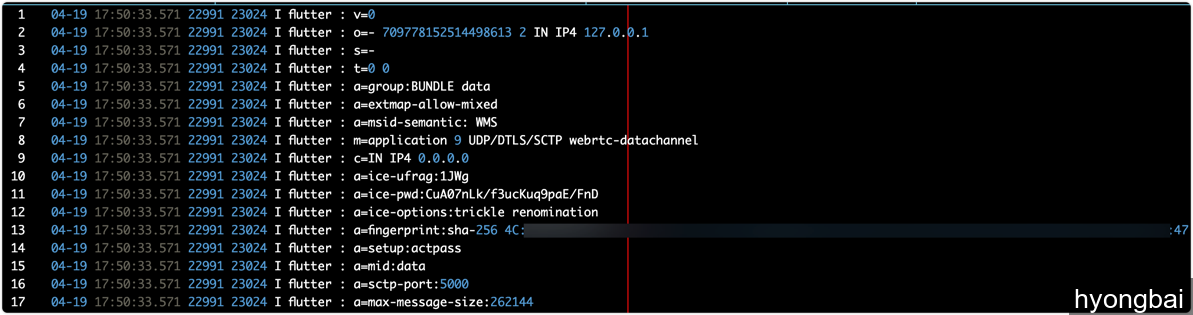 1 04-19 17:50:33.571 22991 23024 I flutter : v=0
2 04-19 17:50:33.571 22991 23024 I flutter : o=- 709778152514498613 2 IN IP4 127.0.0.1
3 04-19 17:50:33.571 22991 23024 I flutter : s=-
4 04-19 17:50:33.571 22991 23024 I flutter : t=0 0
5 04-19 17:50:33.571 22991 23024 I flutter : a=group:BUNDLE data
6 04-19 17:50:33.571 22991 23024 I flutter : a=extmap-allow-mixed
7 04-19 17:50:33.571 22991 23024 I flutter : a=msid-semantic: WMS
8 04-19 17:50:33.571 22991 23024 I flutter : m=application 9 UDP/DTLS/SCTP webrtc-datachannel
9 04-19 17:50:33.571 22991 23024 I flutter : c=IN IP4 0.0.0.0
10 04-19 17:50:33.571 22991 23024 I flutter : a=ice-ufrag:1JWg
11 04-19 17:50:33.571 22991 23024 I flutter : a=ice-pwd:CuA07nLk/f3ucKuq9paE/FnD
12 04-19 17:50:33.571 22991 23024 I flutter : a=ice-options:trickle renomination
13 04-19 17:50:33.571 22991 23024 I flutter : a=fingerprint:sha-256 4C: :47
14 04-19 17:50:33.571 22991 23024 I flutter : a=setup:actpass
15 04-19 17:50:33.571 22991 23024 I flutter : a=mid:data
16 04-19 17:50:33.571 22991 23024 I flutter : a=sctp-port:5000
17 04-19 17:50:33.571 22991 23024 I flutter : a=max-message-size:262144
hyongbai